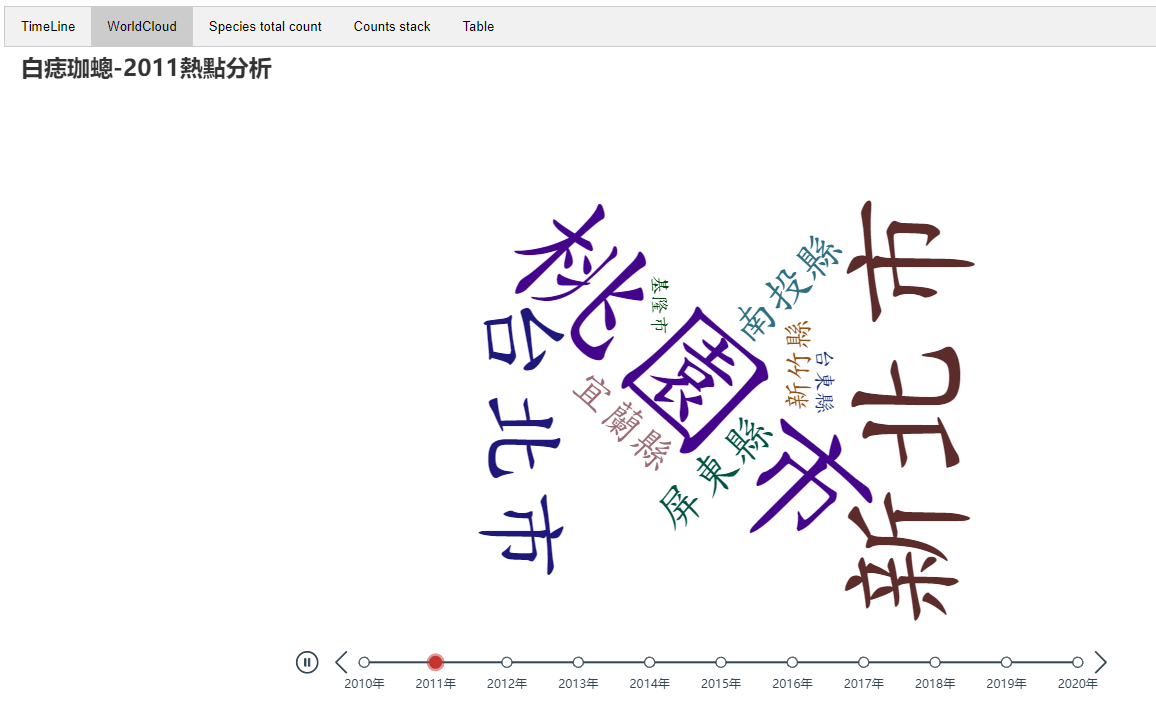 TimeLine WorldCloud Species total count Counts stack Table
白痣珈蟌-2011熱點分析
桃園市
新北市
台北市
基隆市
南投縣
新竹縣
台東縣
宜蘭縣
屏東縣
2010年 2011年 2012年 2013年 2014年 2015年 2016年 2017年 2018年 2019年 2020年